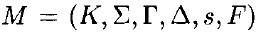 M = (K, Σ, Γ, Δ, s, F)